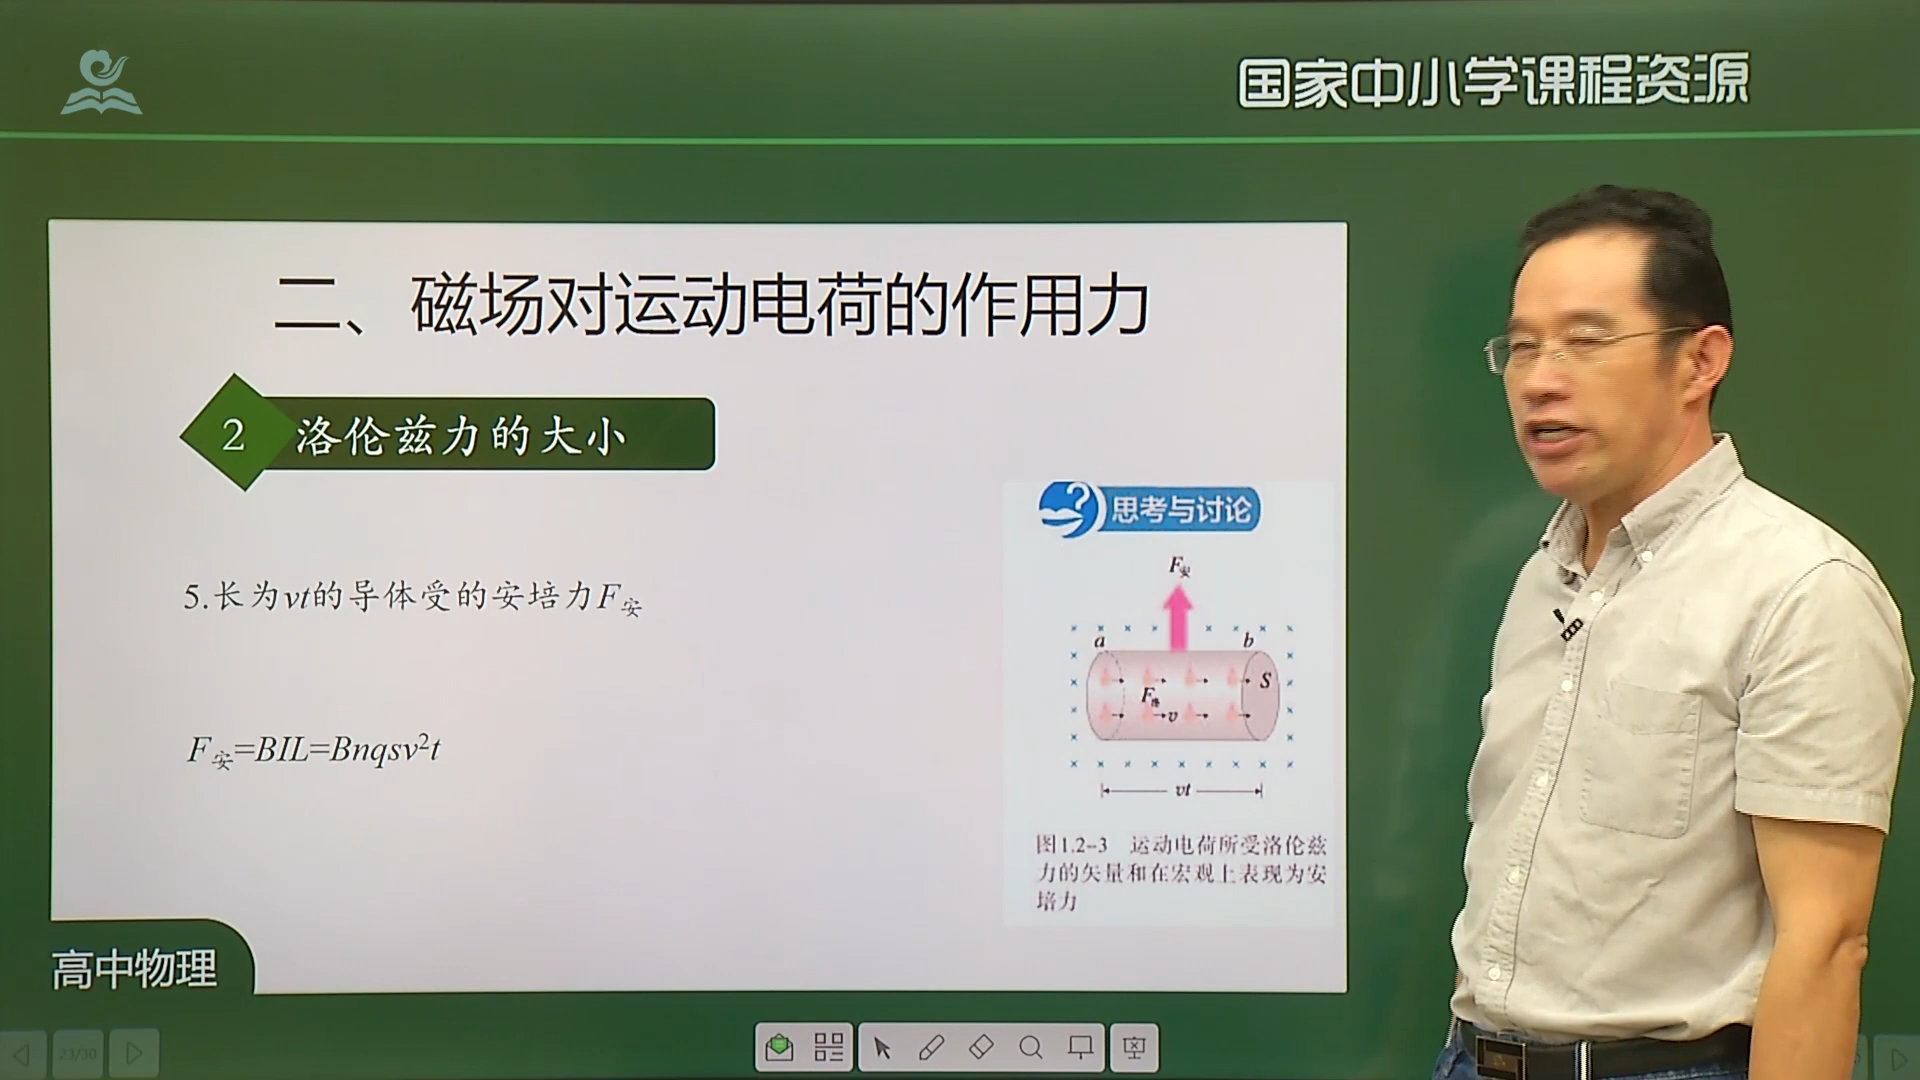 国家中小学课程资源
二、磁场对运动电荷的作用力
2 洛伦兹力的大小
5.长为vt的导体受的安培力F安
F安=BIL=Bnqsv²t
思考与讨论
F安
a
b
S
F洛
v
vt
图1.2-3 运动电荷所受洛伦兹
力的矢量和在宏观上表现为安
培力
高中物理
23/30